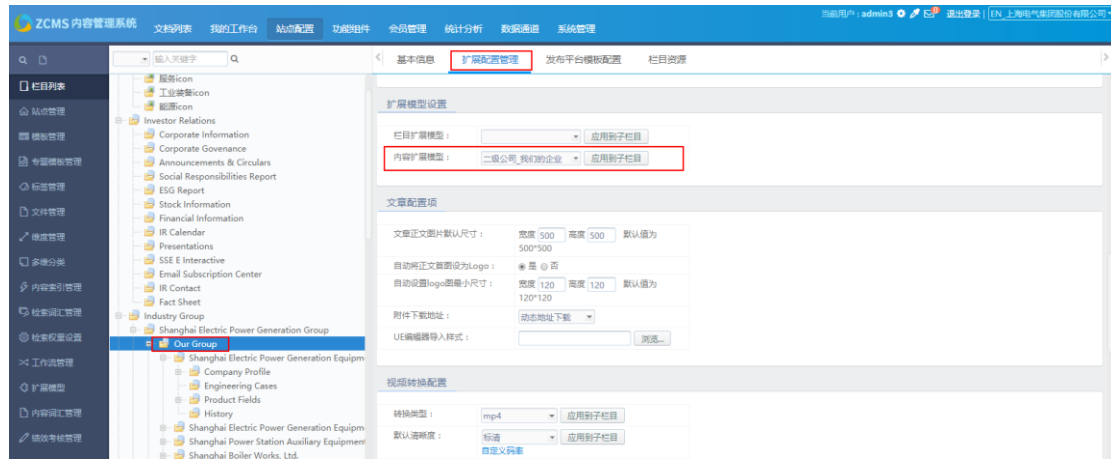 当前用户：admin3 退出登录 | EN_上海电气集团股份有限公司
ZCMS 内容管理系统 文档列表 我的工作台 站点配置 功能组件 会员管理 统计分析 数据通道 系统管理
输入关键字
基本信息 扩展配置管理 发布平台模板配置 栏目资源
栏目列表
站点管理
模板管理
专题模板管理
标签管理
文件管理
维度管理
多维分类
内容索引管理
检索词汇管理
检索权重设置
工作流管理
扩展模型
内容词汇管理
绩效考核管理
服务icon
工业装备icon
能源icon
Investor Relations
Corporate Information
Corporate Govenance
Announcements & Circulars
Social Responsibilities Report
ESG Report
Stock Information
Financial Information
IR Calendar
Presentations
SSE E Interactive
Email Subscription Center
IR Contact
Fact Sheet
Industry Group
Shanghai Electric Power Generation Group
Our Group
Shanghai Electric Power Generation Equipm
Company Profile
Engineering Cases
Product Fields
History
Shanghai Electric Power Generation Equipm
Shanghai Power Station Auxiliary Equipment
Shanghai Boiler Works, Ltd.
扩展模型设置
栏目扩展模型： 应用到子栏目
内容扩展模型： 二级公司_我们的企业 应用到子栏目
文章配置项
文章正文图片默认尺寸： 宽度 500 高度 500 默认值为
500*500
自动将正文首图设为Logo： 是 否
自动设置logo图最小尺寸： 宽度 120 高度 120 默认值为
120*120
附件下载地址： 动态地址下载
UE编辑器导入样式： 浏览...
视频转换配置
转换类型： mp4 应用到子栏目
默认清晰度： 标清 应用到子栏目
自定义码率